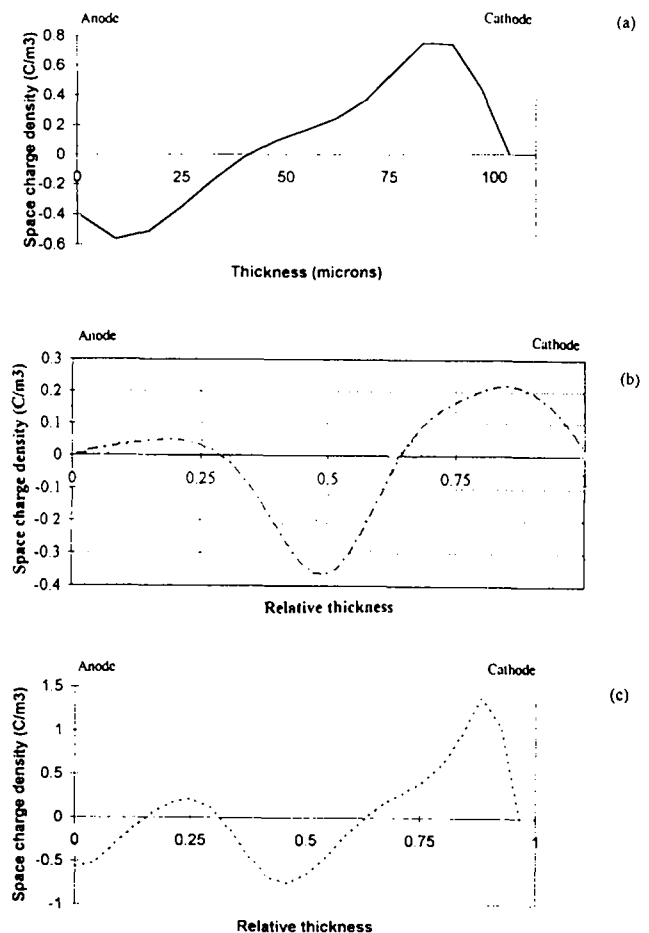 Anode
Cathode
(a)
Space charge density (C/m3)
0.8
0.6
0.4
0.2
0
-0.2
-0.4
-0.6
0
25
50
75
100
Thickness (microns)
Anode
Cathode
(b)
Space charge density (C/m3)
0.3
0.2
0.1
0
-0.1
-0.2
-0.3
-0.4
0
0.25
0.5
0.75
Relative thickness
Anode
Cathode
(c)
Space charge density (C/m3)
1.5
1
0.5
0
-0.5
-1
0
0.25
0.5
0.75
1
Relative thickness